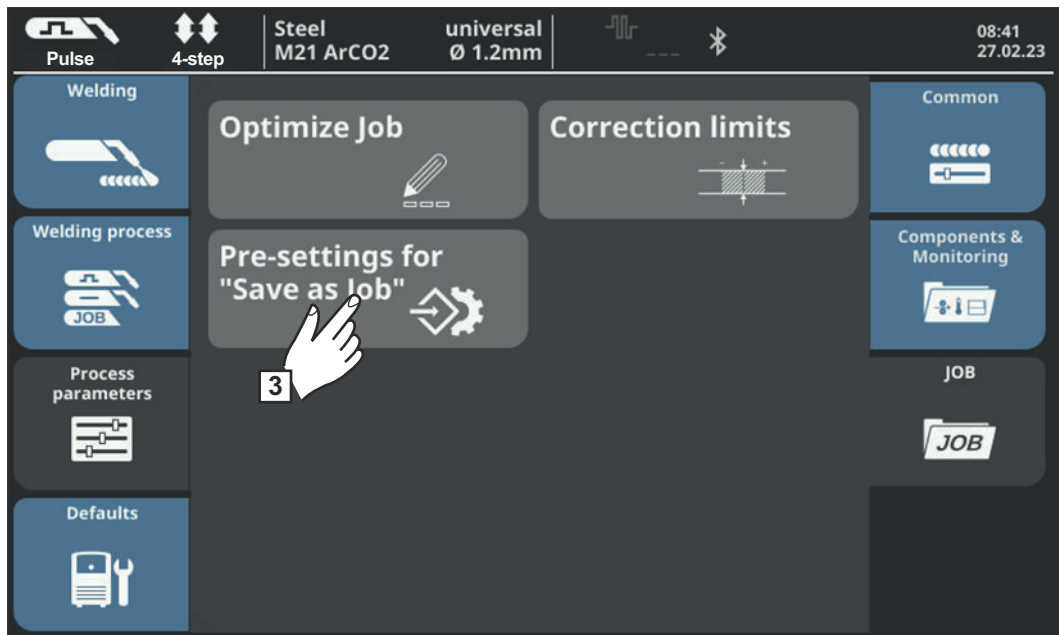 Pulse
4-step
Steel universal
M21 ArCO2 Ø 1.2mm
___
08:41
27.02.23
Welding
Welding process
JOB
Process
parameters
Defaults
Optimize Job
Correction limits
- +
Pre-settings for
"Save as Job"
3
Common
Components &
Monitoring
JOB
JOB